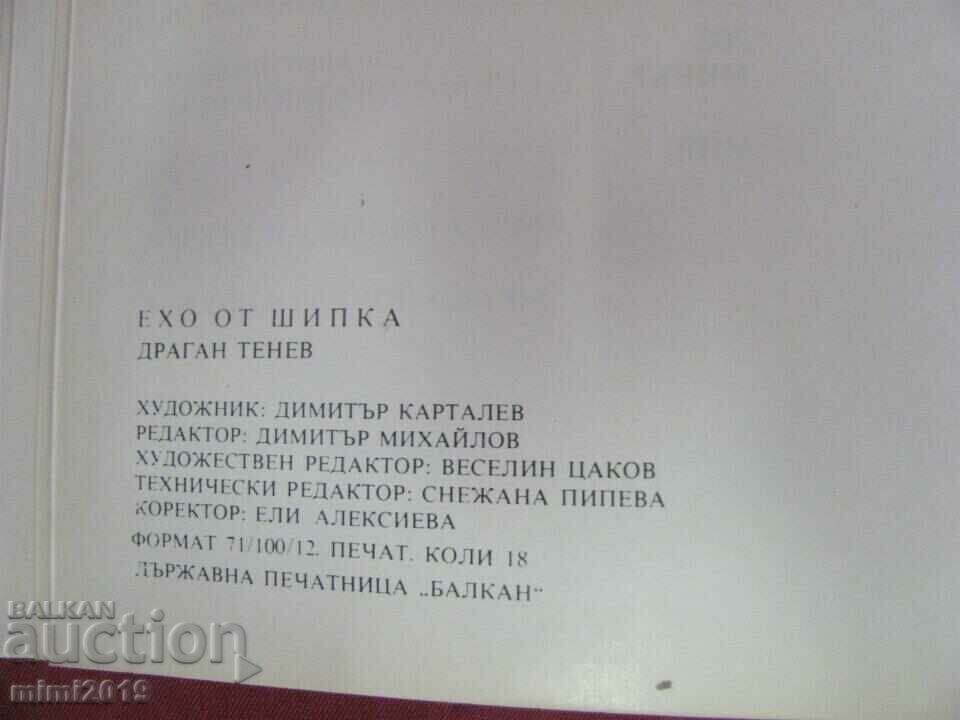 ЕХО ОТ ШИПКА
ДРАГАН ТЕНЕВ
ХУДОЖНИК: ДИМИТЪР КАРТАЛЕВ
РЕДАКТОР: ДИМИТЪР МИХАЙЛОВ
ХУДОЖЕСТВЕН РЕДАКТОР: ВЕСЕЛИН ЦАКОВ
ТЕХНИЧЕСКИ РЕДАКТОР: СНЕЖАНА ПИПЕВА
КОРЕКТОР: ЕЛИ АЛЕКСИЕВА
ФОРМАТ 71/100/12. ПЕЧАТ. КОЛИ 18
ДЪРЖАВНА ПЕЧАТНИЦА „БАЛКАН“
BALKAN
auction
mimi2019